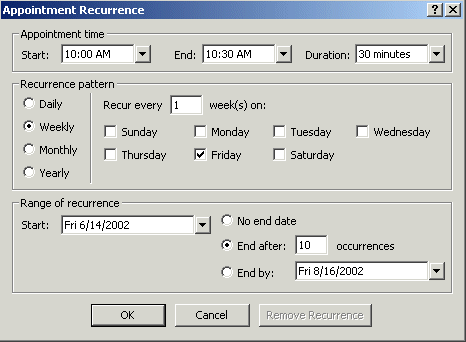 Appointment Recurrence
Appointment time
Start: 10:00 AM End: 10:30 AM Duration: 30 minutes
Recurrence pattern
Daily
Recur every 1 week(s) on:
Weekly
Sunday Monday Tuesday Wednesday
Monthly
Thursday Friday Saturday
Yearly
Range of recurrence
Start: Fri 6/14/2002
No end date
End after: 10 occurrences
End by: Fri 8/16/2002
OK Cancel Remove Recurrence